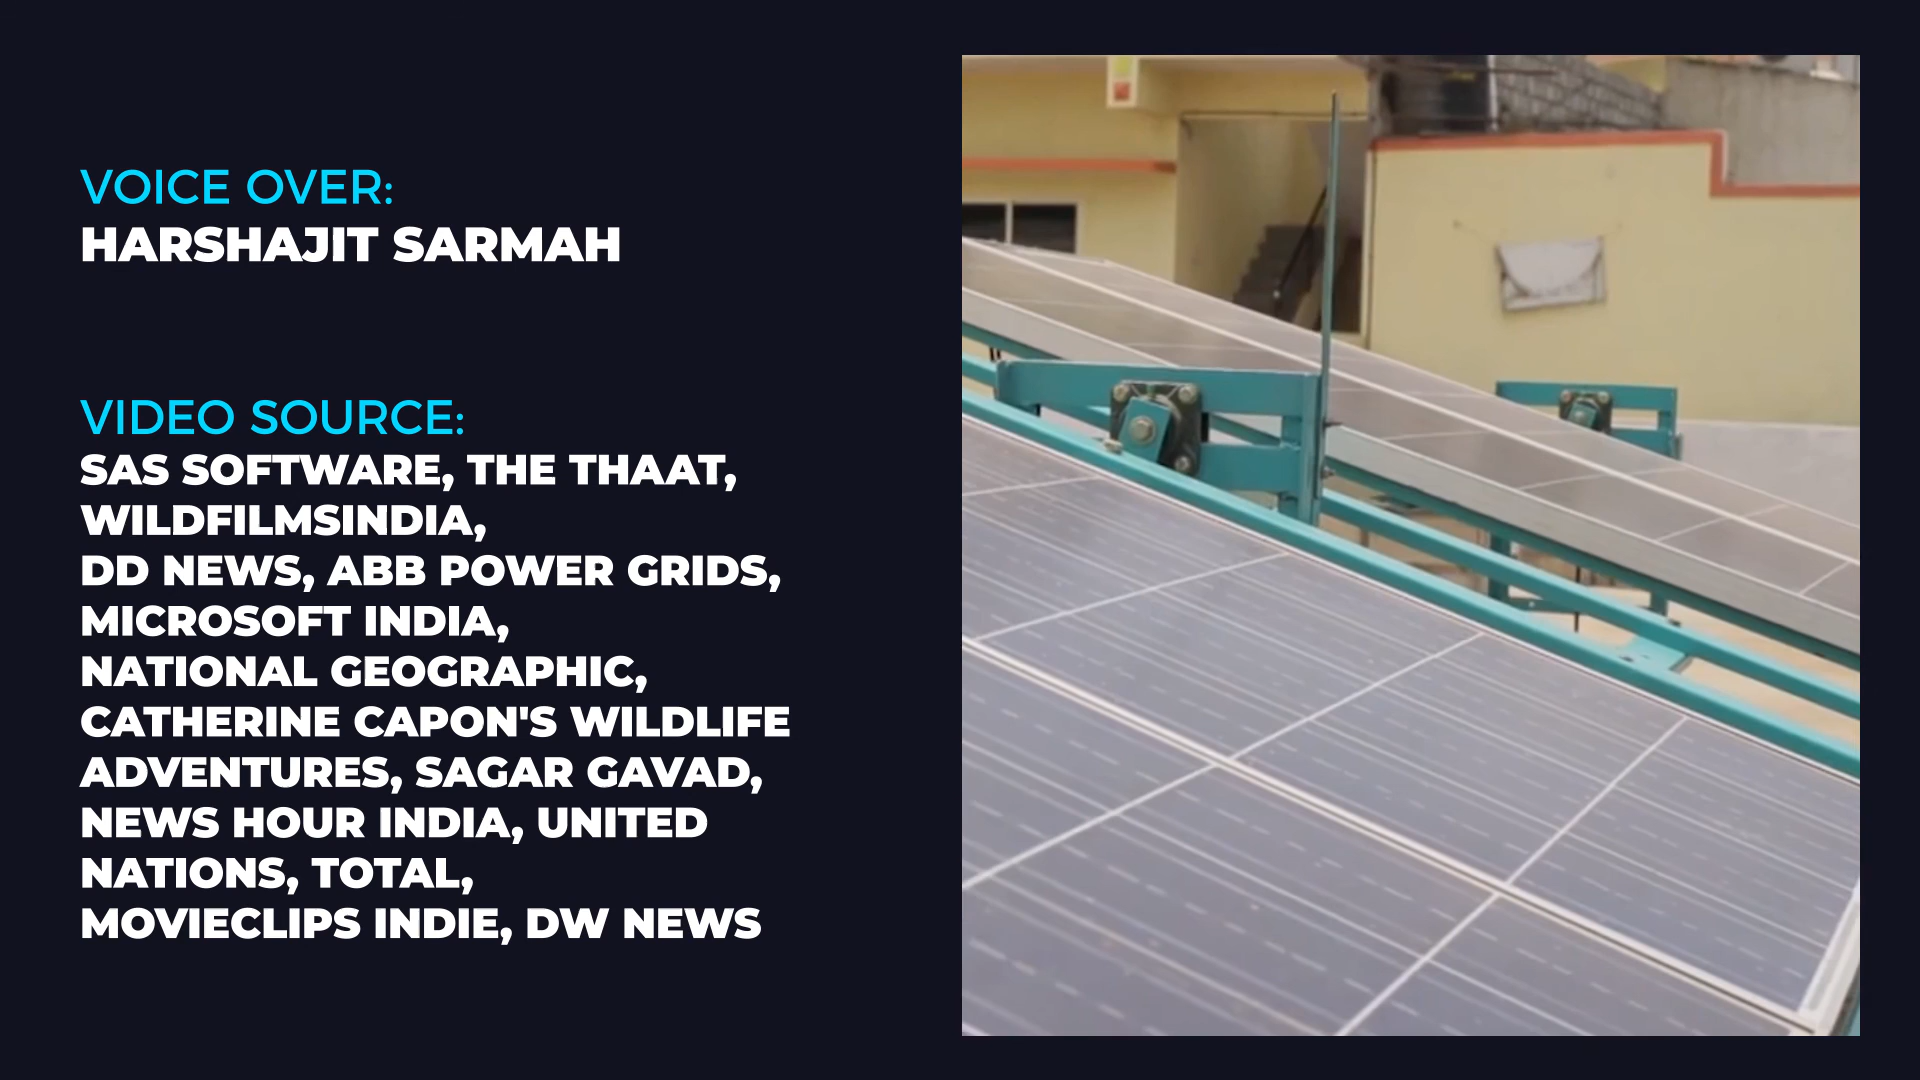 VOICE OVER:
HARSHAJIT SARMAH
VIDEO SOURCE:
SAS SOFTWARE, THE THAAT,
WILDFILMSINDIA,
DD NEWS, ABB POWER GRIDS,
MICROSOFT INDIA,
NATIONAL GEOGRAPHIC,
CATHERINE CAPON'S WILDLIFE
ADVENTURES, SAGAR GAVAD,
NEWS HOUR INDIA, UNITED
NATIONS, TOTAL,
MOVIECLIPS INDIE, DW NEWS